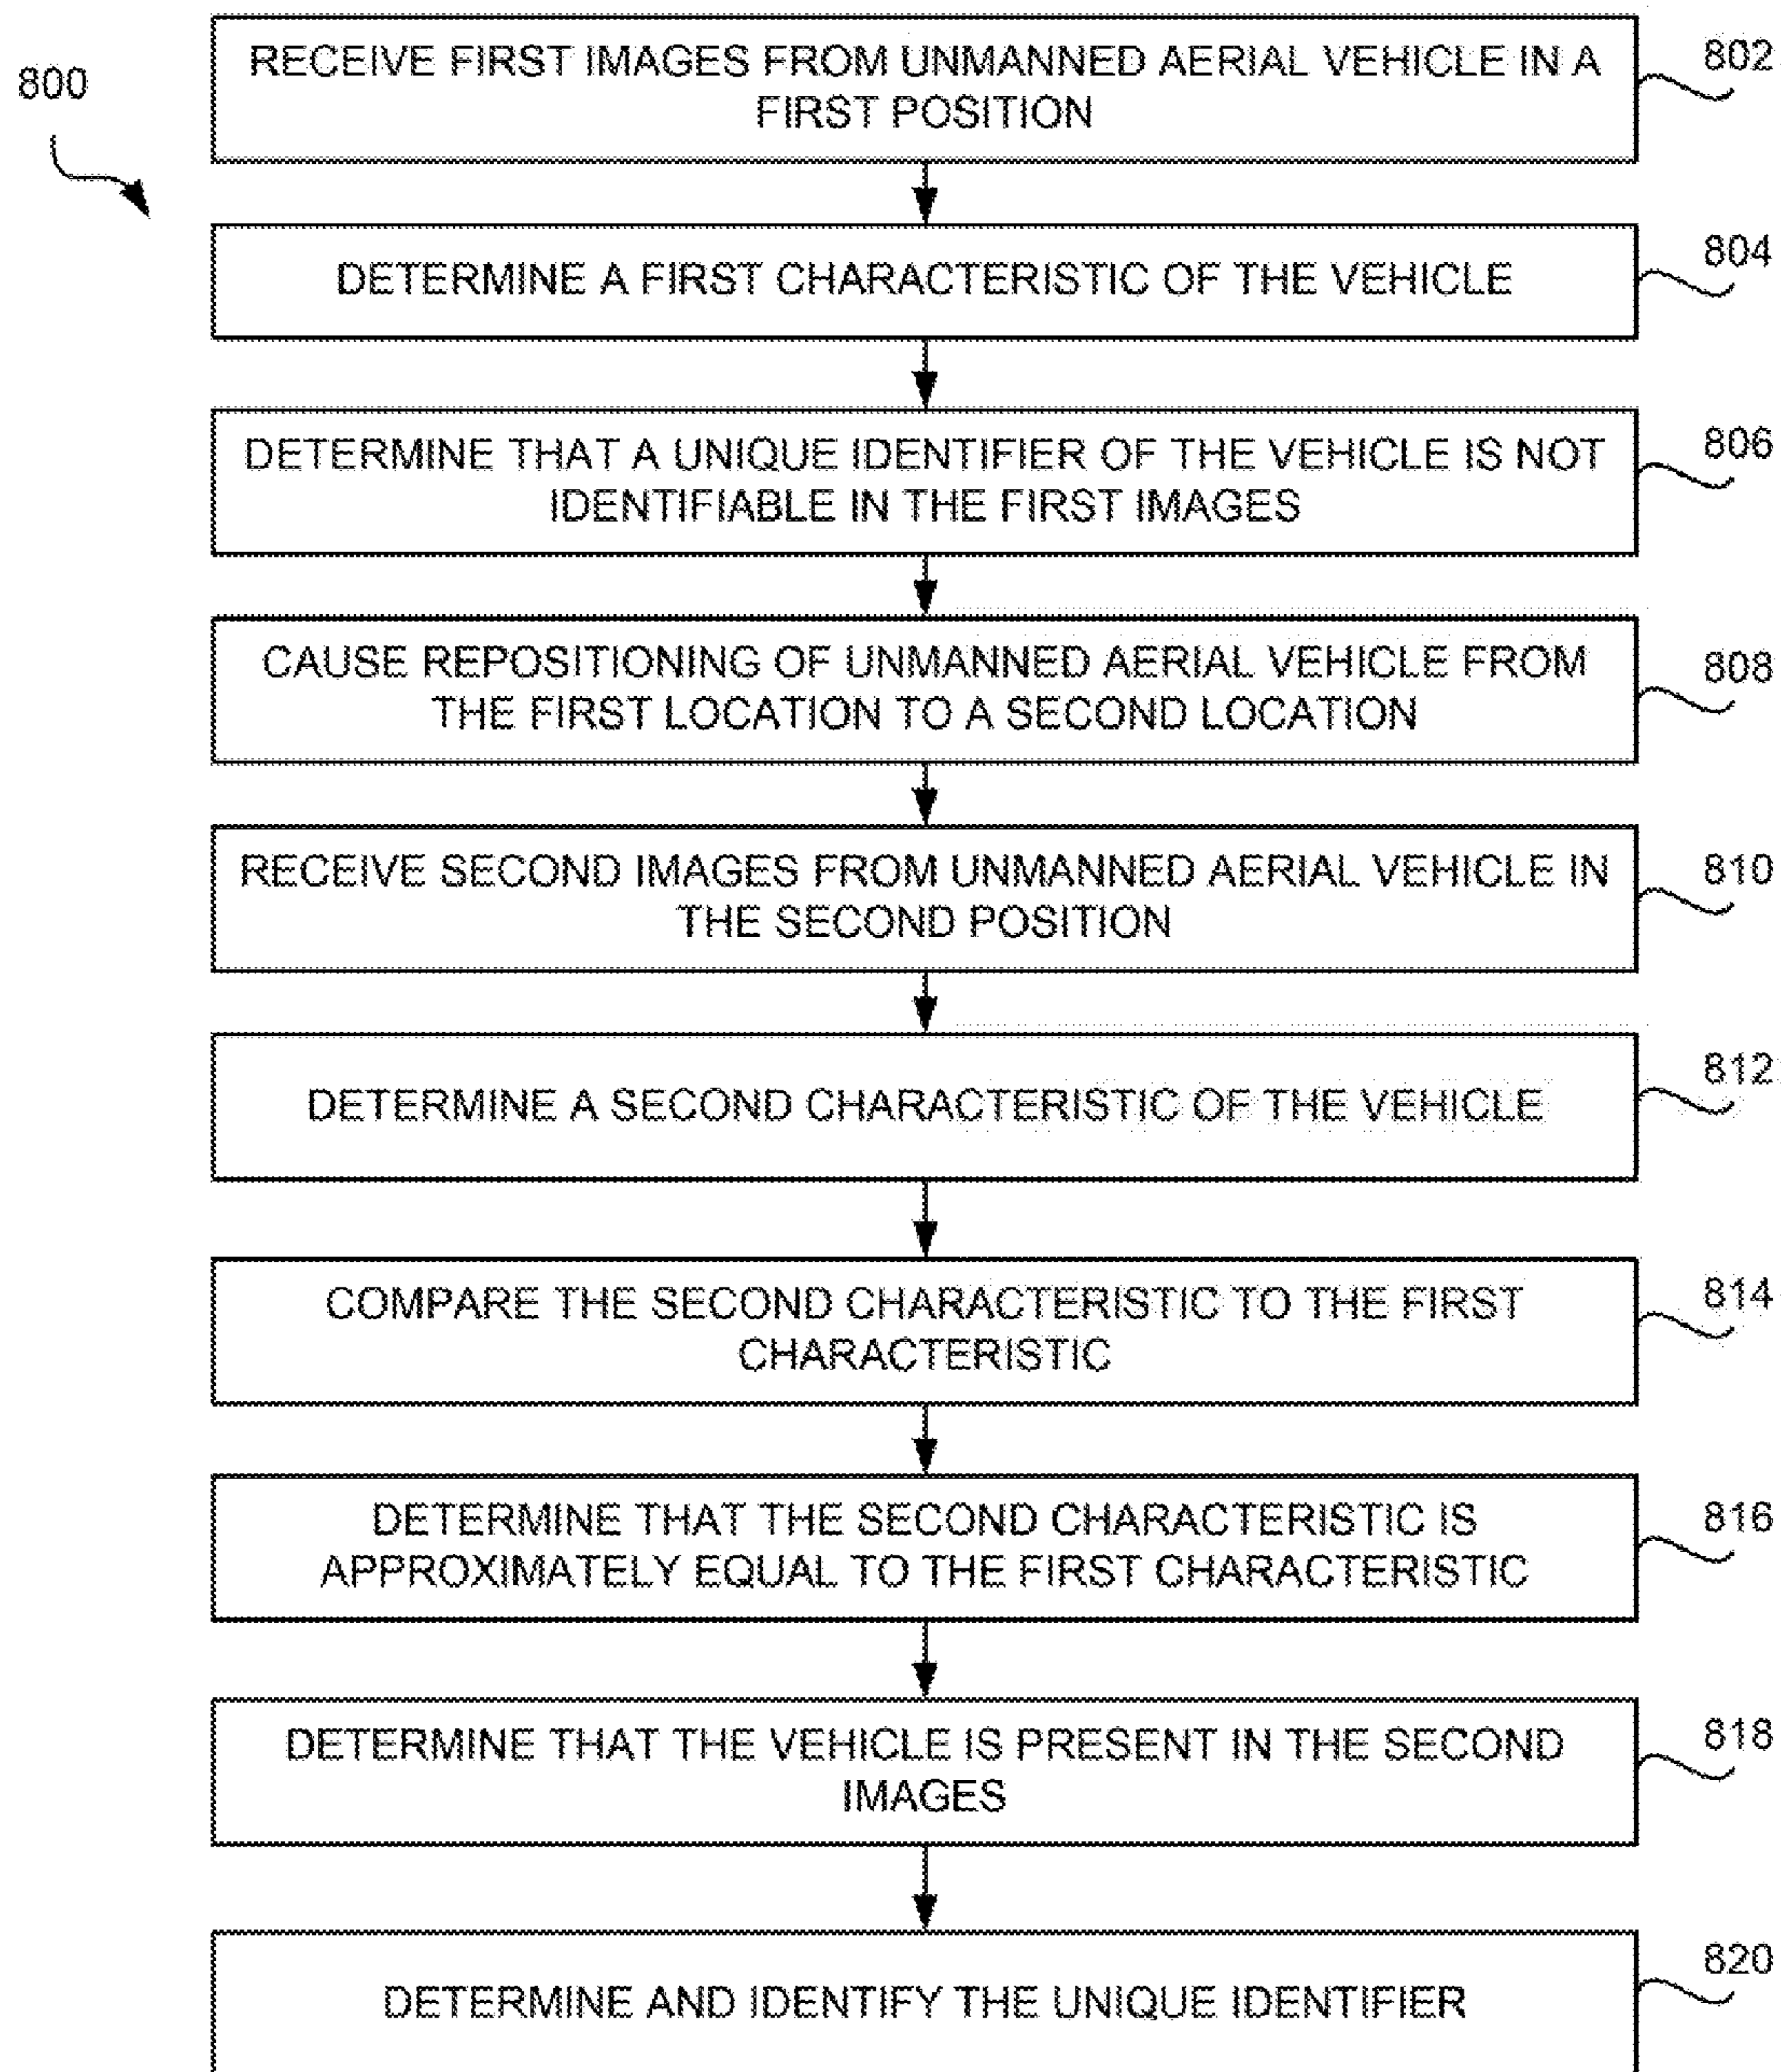 800
RECEIVE FIRST IMAGES FROM UNMANNED AERIAL VEHICLE IN A
FIRST POSITION
802
DETERMINE A FIRST CHARACTERISTIC OF THE VEHICLE
804
DETERMINE THAT A UNIQUE IDENTIFIER OF THE VEHICLE IS NOT
IDENTIFIABLE IN THE FIRST IMAGES
806
CAUSE REPOSITIONING OF UNMANNED AERIAL VEHICLE FROM
THE FIRST LOCATION TO A SECOND LOCATION
808
RECEIVE SECOND IMAGES FROM UNMANNED AERIAL VEHICLE IN
THE SECOND POSITION
810
DETERMINE A SECOND CHARACTERISTIC OF THE VEHICLE
812
COMPARE THE SECOND CHARACTERISTIC TO THE FIRST
CHARACTERISTIC
814
DETERMINE THAT THE SECOND CHARACTERISTIC IS
APPROXIMATELY EQUAL TO THE FIRST CHARACTERISTIC
816
DETERMINE THAT THE VEHICLE IS PRESENT IN THE SECOND
IMAGES
818
DETERMINE AND IDENTIFY THE UNIQUE IDENTIFIER
820